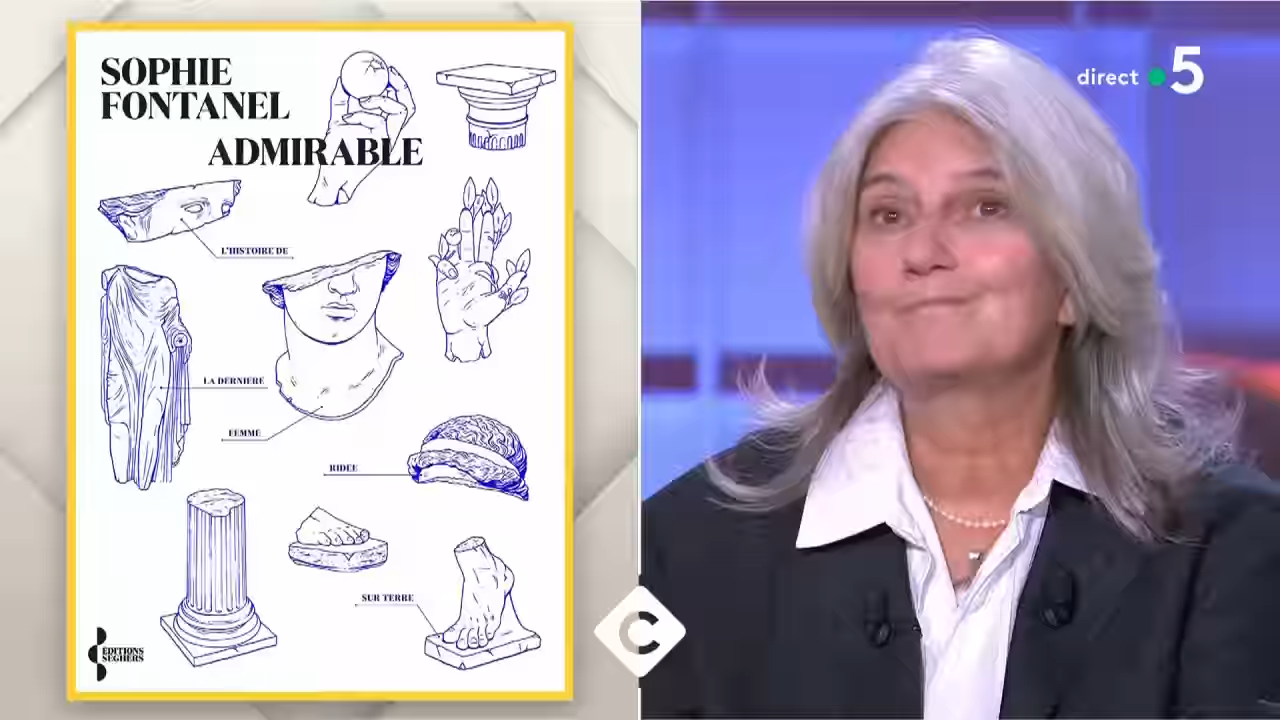 SOPHIE
FONTANEL
ADMIRABLE
L'HISTOIRE DE
LA DERNIÈRE
FEMME
RIDÉE
SUR TERRE
ÉDITIONS
SEGHERS
direct 5
C